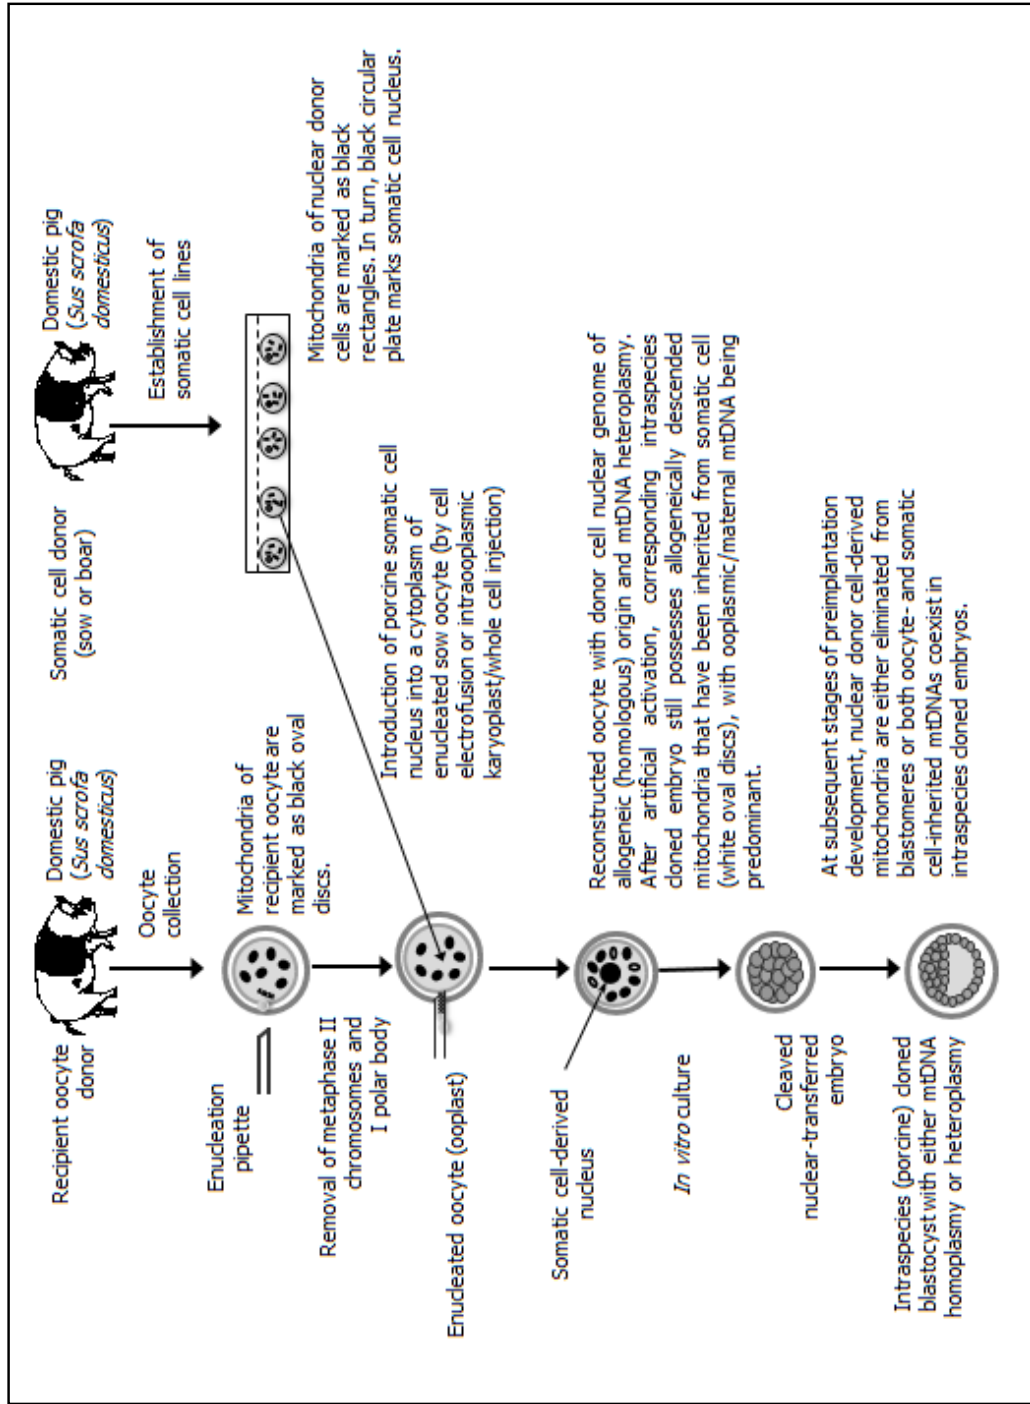 Recipient oocyte
donor
Domestic pig
(Sus scrofa
domesticus)
Somatic cell donor
(sow or boar)
Domestic pig
(Sus scrofa
domesticus)
Oocyte
collection
Establishment of
somatic cell lines
Enucleation
pipette
Mitochondria of
recipient oocyte are
marked as black oval
discs.
Mitochondria of nuclear donor
cells are marked as black
rectangles. In turn, black circular
plate marks somatic cell nucleus.
Removal of metaphase II
chromosomes and
I polar body
Introduction of porcine somatic cell
nucleus into a cytoplasm of
enucleated sow oocyte (by cell
electrofusion or intraooplasmic
karyoplast/whole cell injection)
Enucleated oocyte (ooplast)
Somatic cell-derived
nucleus
Reconstructed oocyte with donor cell nuclear genome of
allogeneic (homologous) origin and mtDNA heteroplasmy.
After artificial activation, corresponding intraspecies
cloned embryo still possesses allogeneically descended
mitochondria that have been inherited from somatic cell
(white oval discs), with ooplasmic/maternal mtDNA being
predominant.
In vitro culture
Cleaved
nuclear-transferred
embryo
At subsequent stages of preimplantation
development, nuclear donor cell-derived
mitochondria are either eliminated from
blastomeres or both oocyte- and somatic
cell-inherited mtDNAs coexist in
intraspecies cloned embryos.
Intraspecies (porcine) cloned
blastocyst with either mtDNA
homoplasmy or heteroplasmy